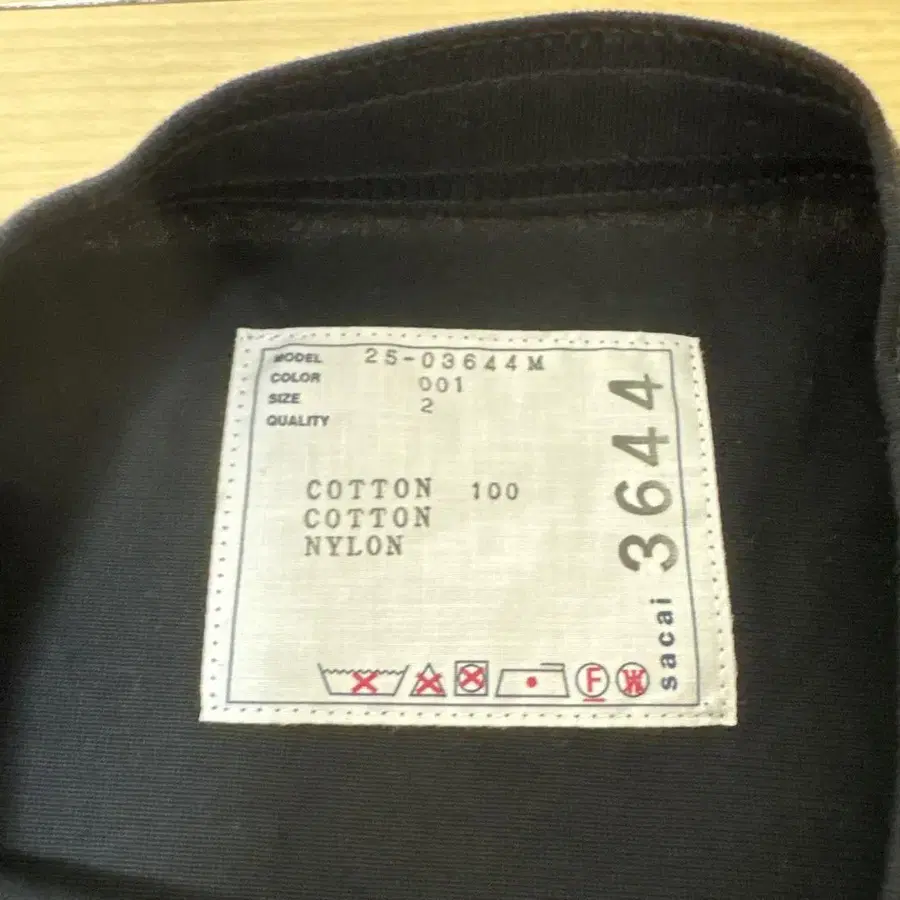 MODEL 25-03644M
COLOR 001
SIZE 2
QUALITY
COTTON 100
COTTON
NYLON
F W
sacai 3644